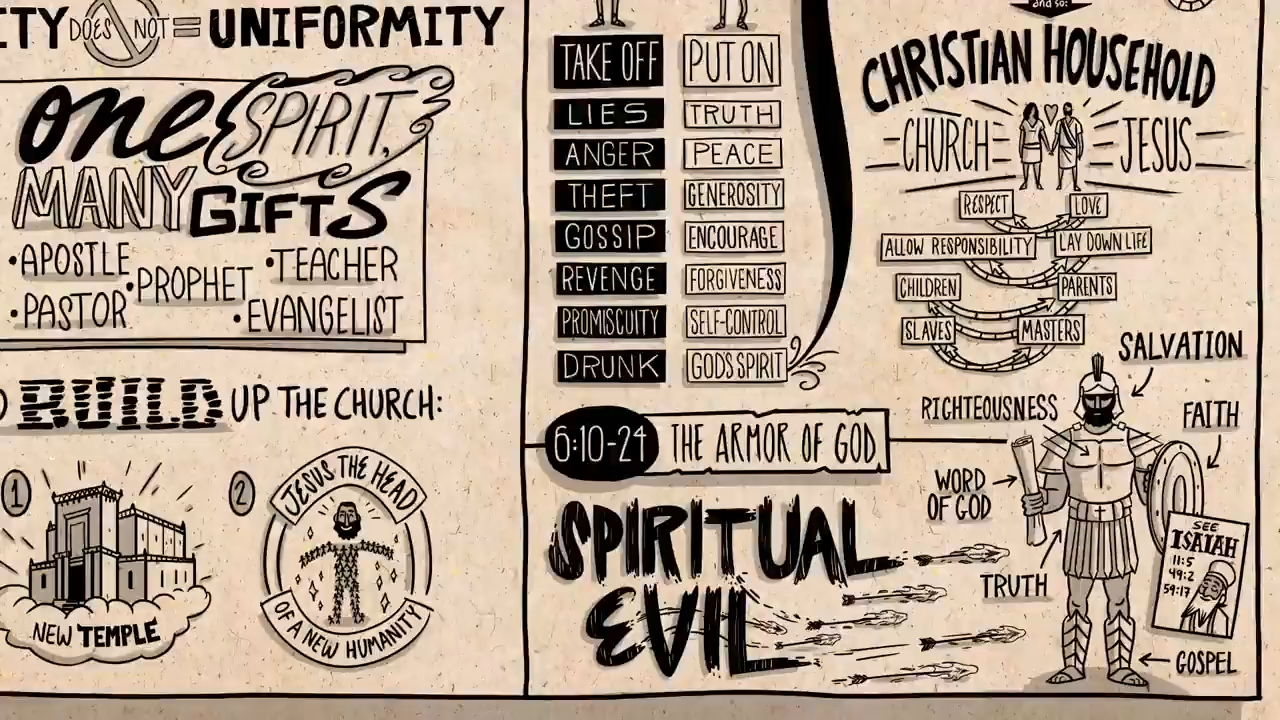 ITY DOES NOT = UNIFORMITY
One SPIRIT,
MANY GIFTS
•APOSTLE
•PROPHET
•TEACHER
•PASTOR
•EVANGELIST
BUILD UP THE CHURCH:
1
NEW TEMPLE
2
JESUS THE HEAD
OF A NEW HUMANITY
TAKE OFF PUT ON
LIES TRUTH
ANGER PEACE
THEFT GENEROSITY
GOSSIP ENCOURAGE
REVENGE FORGIVENESS
PROMISCUITY SELF-CONTROL
DRUNK GOD'S SPIRIT
and so:
CHRISTIAN HOUSEHOLD
CHURCH JESUS
RESPECT LOVE
ALLOW RESPONSIBILITY LAY DOWN LIFE
CHILDREN PARENTS
SLAVES MASTERS
6:10-24 THE ARMOR OF GOD
SPIRITUAL
EVIL
SALVATION
RIGHTEOUSNESS
FAITH
WORD
OF GOD
TRUTH
SEE
ISAIAH
11:5
49:2
59:17
GOSPEL